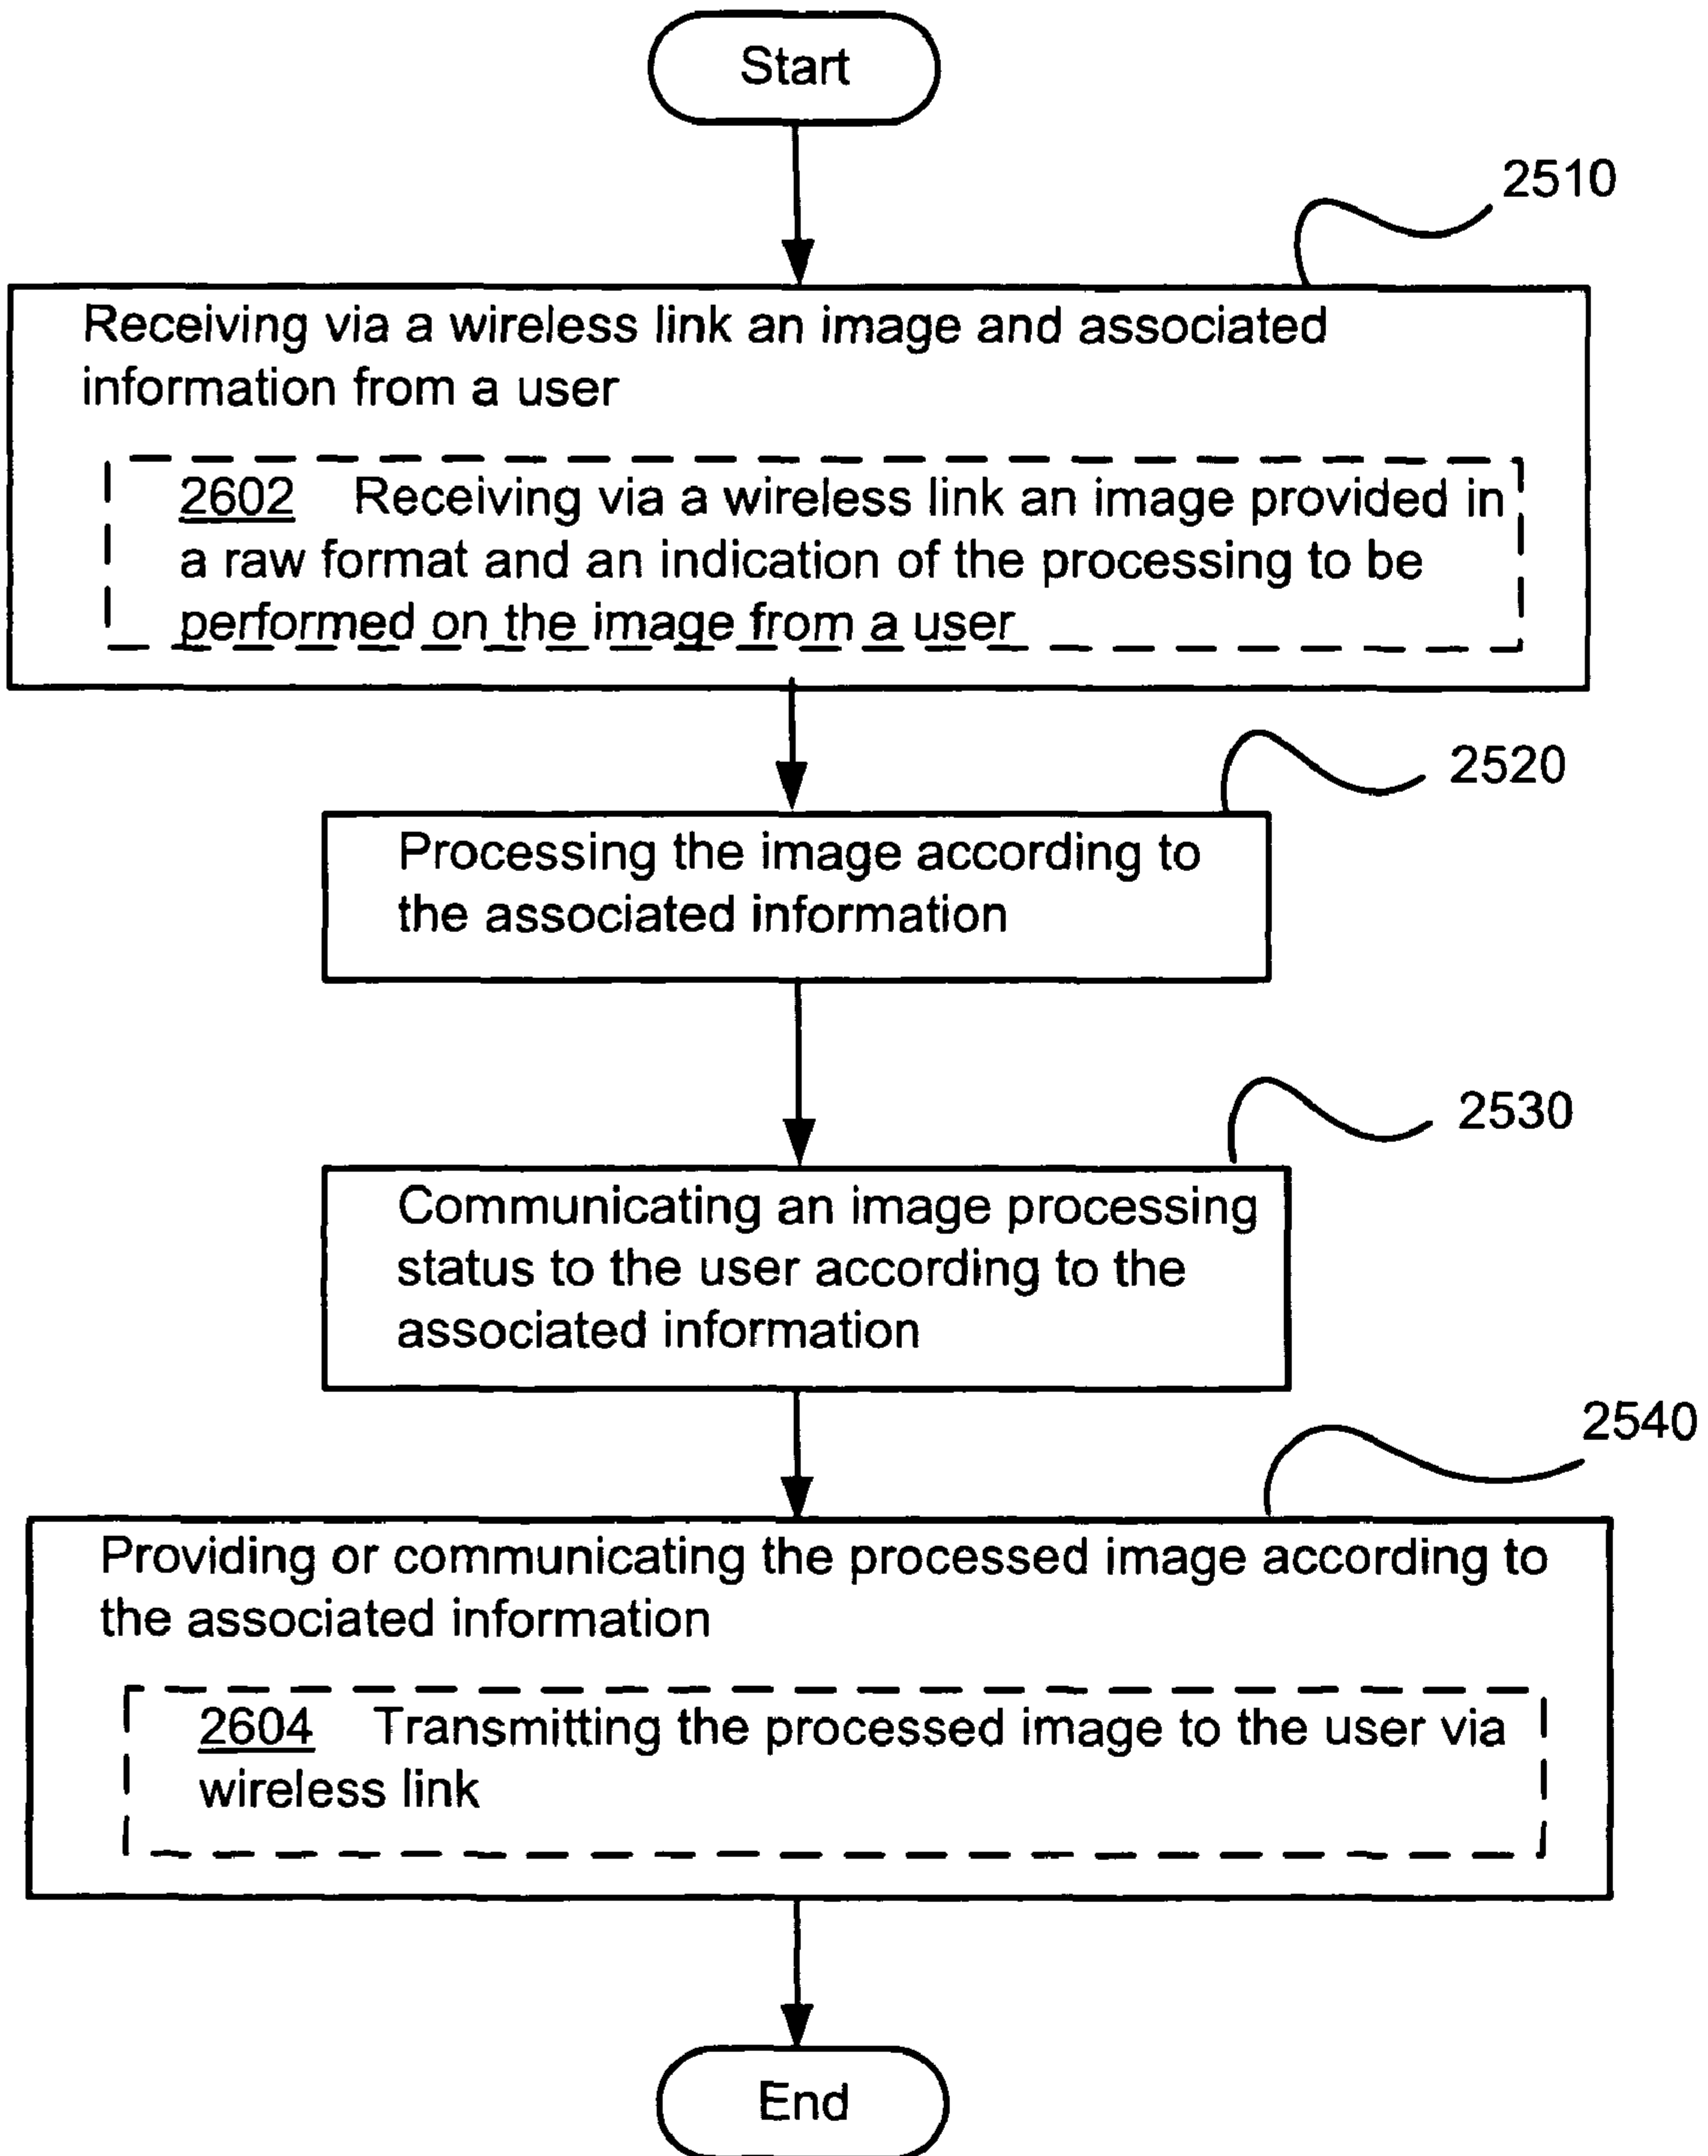 Start
2510
Receiving via a wireless link an image and associated
information from a user
2602 Receiving via a wireless link an image provided in
a raw format and an indication of the processing to be
performed on the image from a user
2520
Processing the image according to
the associated information
2530
Communicating an image processing
status to the user according to the
associated information
2540
Providing or communicating the processed image according to
the associated information
2604 Transmitting the processed image to the user via
wireless link
End